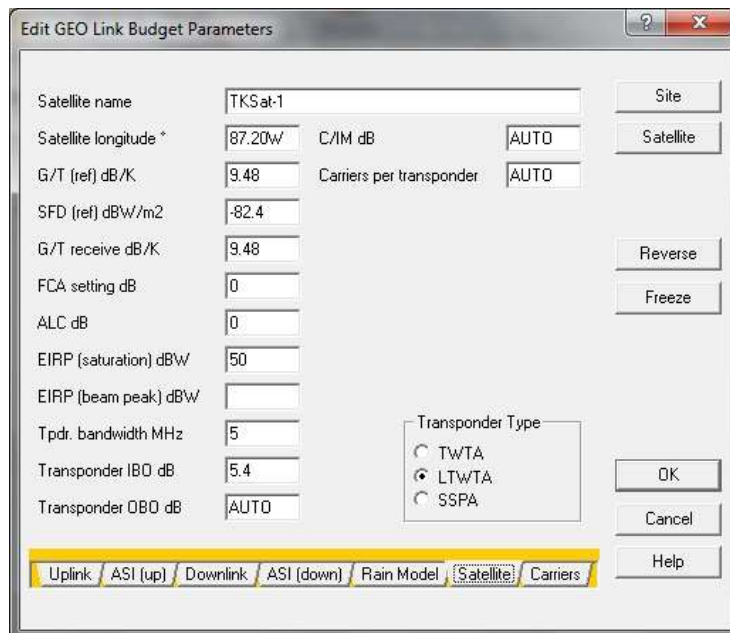 Edit GEO Link Budget Parameters
Satellite name TKSat-1 Site
Satellite longitude ° 87.20W C/IM dB AUTO Satellite
G/T (ref) dB/K 9.48 Carriers per transponder AUTO
SFD (ref) dBW/m2 -82.4
G/T receive dB/K 9.48 Reverse
FCA setting dB 0 Freeze
ALC dB 0
EIRP (saturation) dBW 50
EIRP (beam peak) dBW
Tpdr. bandwidth MHz 5
Transponder Type
TWTA
Transponder IBO dB 5.4 LTWTA OK
Transponder OBO dB AUTO SSPA Cancel
Uplink ASI (up) Downlink ASI (down) Rain Model Satellite Carriers Help